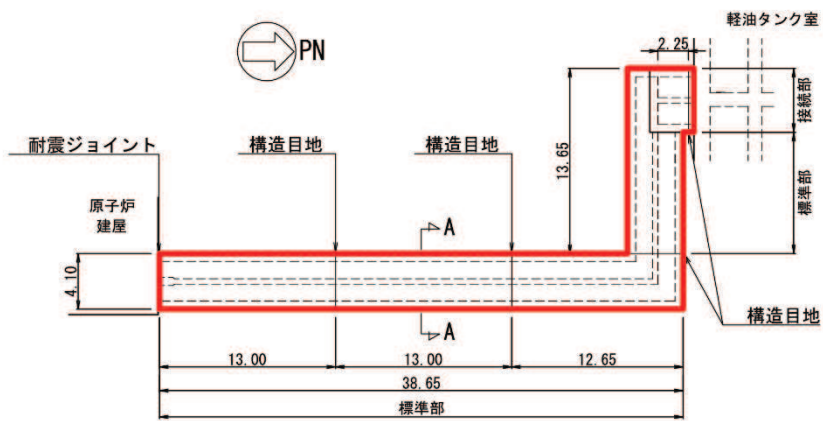 軽油タンク室
2.25
PN
接続部
13.65
耐震ジョイント
構造目地
構造目地
標準部
原子炉
建屋
A
4.10
A
構造目地
13.00
13.00
12.65
38.65
標準部